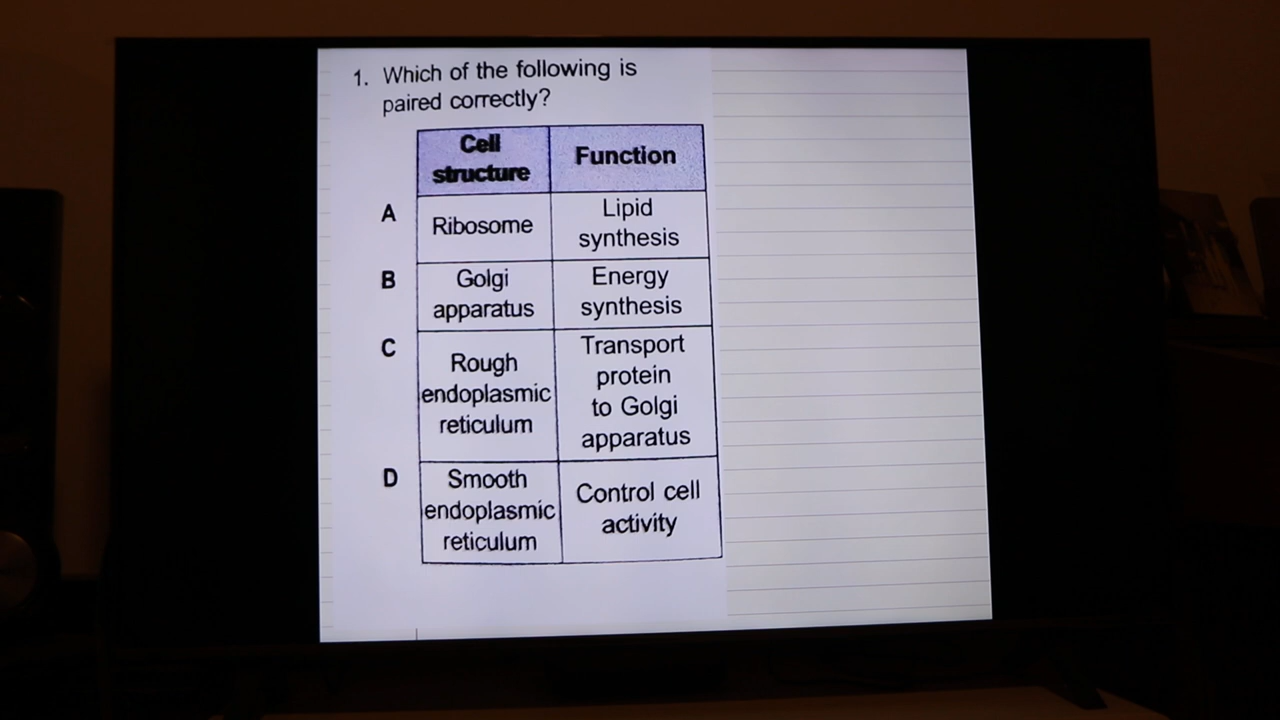 1. Which of the following is
paired correctly?
Cell
structure
Function
A
Ribosome
Lipid
synthesis
B
Golgi
apparatus
Energy
synthesis
C
Rough
endoplasmic
reticulum
Transport
protein
to Golgi
apparatus
D
Smooth
endoplasmic
reticulum
Control cell
activity